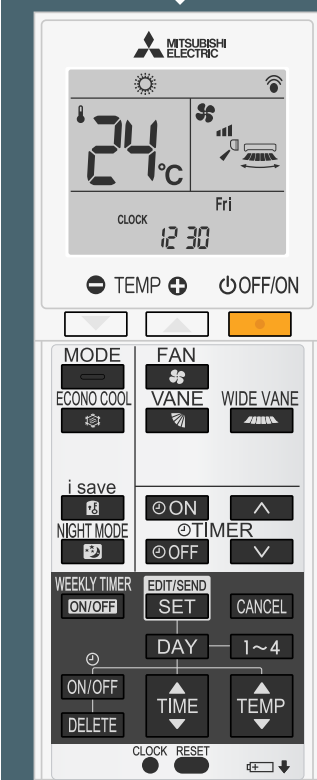 MITSUBISHI
ELECTRIC
24°C
Fri
CLOCK
12 30
TEMP OFF/ON
MODE FAN
ECONO COOL VANE WIDE VANE
i save
ON
NIGHT MODE TIMER
OFF
WEEKLY TIMER EDIT/SEND
ON/OFF SET CANCEL
DAY 1~4
ON/OFF TIME TEMP
DELETE
CLOCK RESET